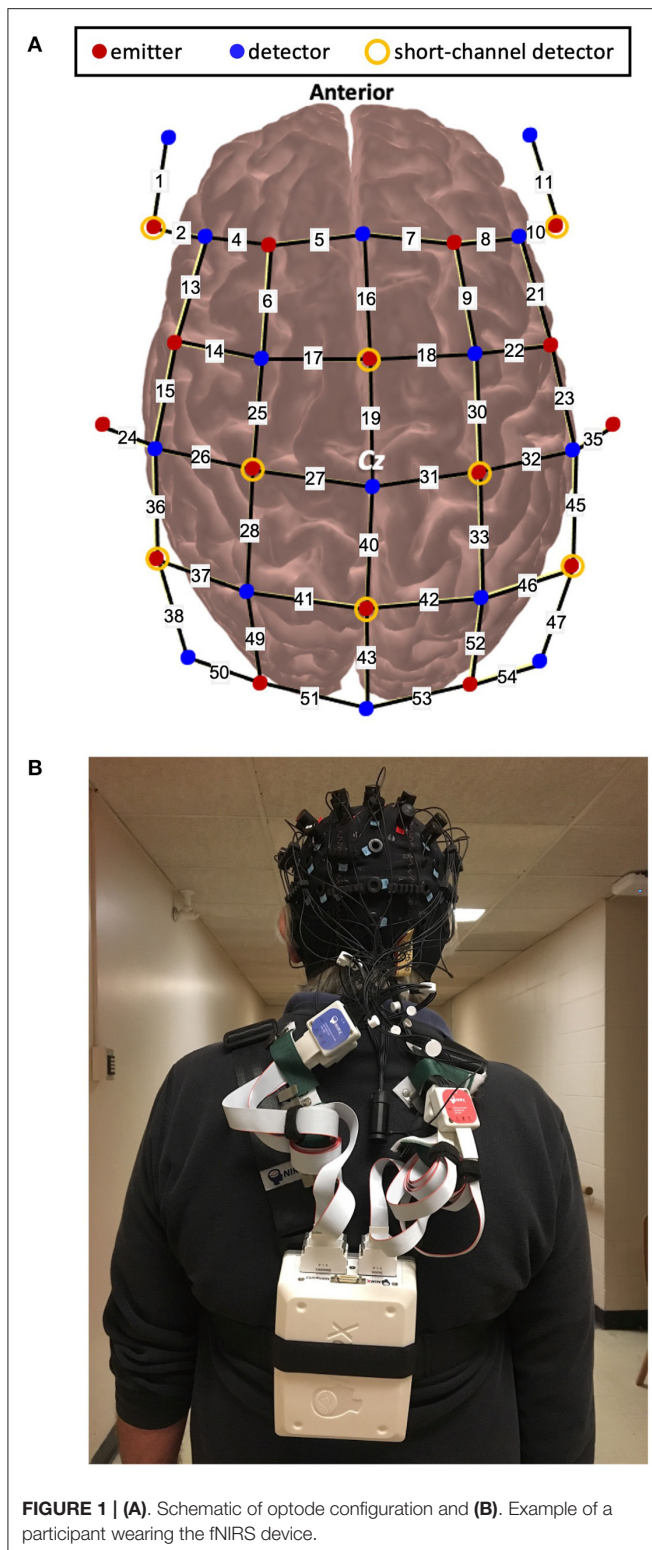 A
emitter detector short-channel detector
Anterior
1 11
2 4 5 7 8 10
13 6 16 9 21
14 17 18 22
15 25 19 30 23
24 26 27 Cz 31 32 35
36 28 40 33 45
37 41 42 46
38 49 43 52 47
50 51 53 54
B
FIGURE 1 | (A). Schematic of optode configuration and (B). Example of a
participant wearing the fNIRS device.